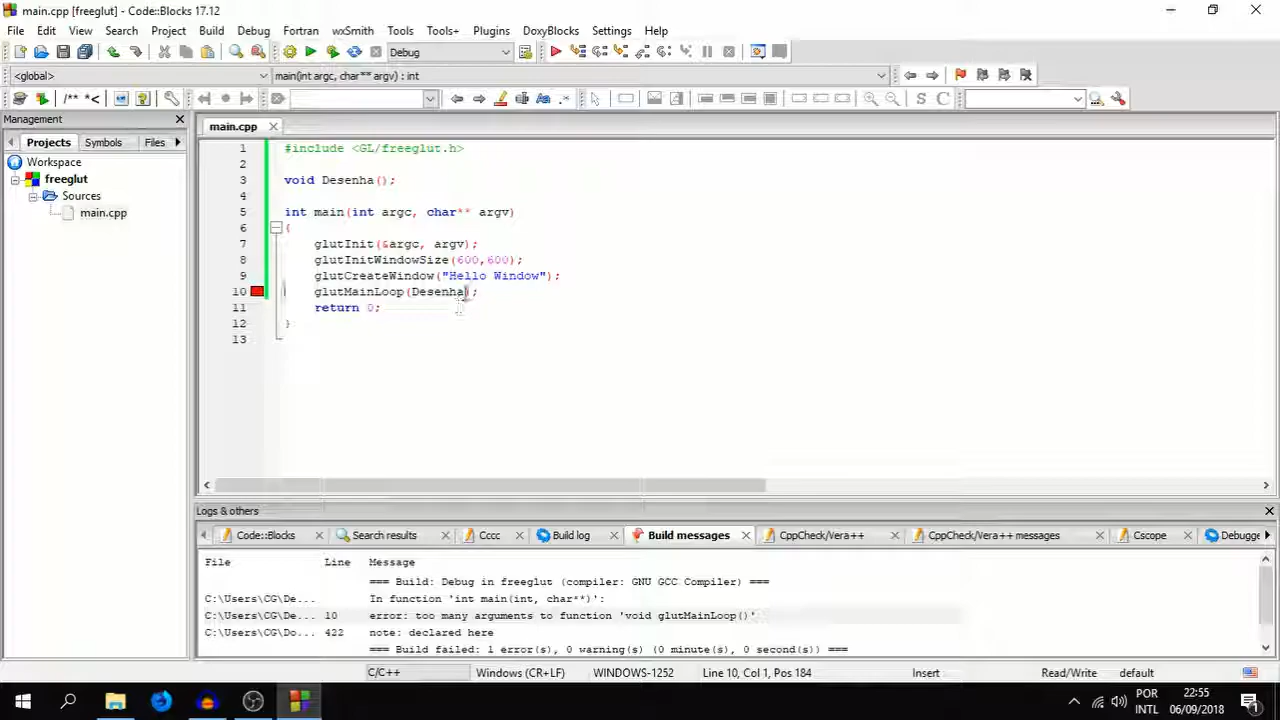 main.cpp [freeglut] - Code::Blocks 17.12
File Edit View Search Project Build Debug Fortran wxSmith Tools Tools+ Plugins DoxyBlocks Settings Help
Debug
<global> main(int argc, char** argv) : int
/** *<
S C
Management
main.cpp
Projects Symbols Files
Workspace
freeglut
Sources
main.cpp
1 #include <GL/freeglut.h>
2
3 void Desenha();
4
5 int main(int argc, char** argv)
6 {
7 glutInit(&argc, argv);
8 glutInitWindowSize(600,600);
9 glutCreateWindow("Hello Window");
10 glutMainLoop(Desenha);
11 return 0;
12 }
13
Logs & others
Code::Blocks Search results Cccc Build log Build messages CppCheck/Vera++ CppCheck/Vera++ messages Cscope Debugge
File Line Message
=== Build: Debug in freeglut (compiler: GNU GCC Compiler) ===
C:\Users\CG\De... In function 'int main(int, char**)':
C:\Users\CG\De... 10 error: too many arguments to function 'void glutMainLoop()'
C:\Users\CG\Do... 422 note: declared here
=== Build failed: 1 error(s), 0 warning(s) (0 minute(s), 0 second(s)) ===
C/C++ Windows (CR+LF) WINDOWS-1252 Line 10, Col 1, Pos 184 Insert Read/Write default
POR 22:55
INTL 06/09/2018
1